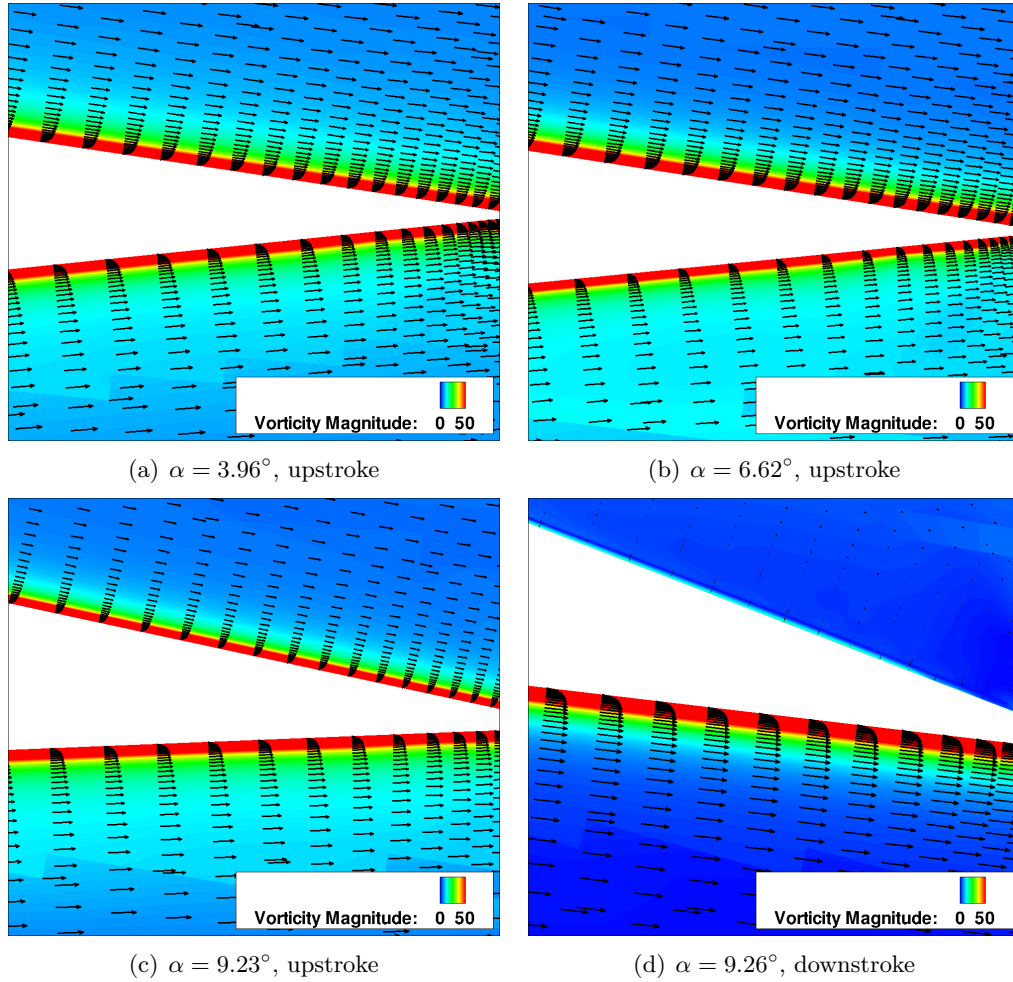 Vorticity Magnitude: 0 50
Vorticity Magnitude: 0 50
(a) α = 3.96°, upstroke
(b) α = 6.62°, upstroke
Vorticity Magnitude: 0 50
Vorticity Magnitude: 0 50
(c) α = 9.23°, upstroke
(d) α = 9.26°, downstroke